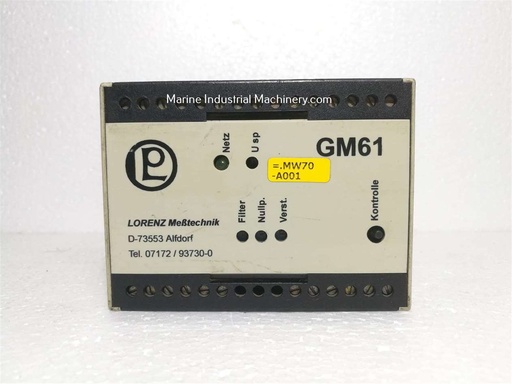 Marine Industrial Machinery.com
PL
Netz
U sp
GM61
=.MW70
-A001
LORENZ Meßtechnik
D-73553 Alfdorf
Tel. 07172 / 93730-0
Filter
Nullp.
Verst.
Kontrolle